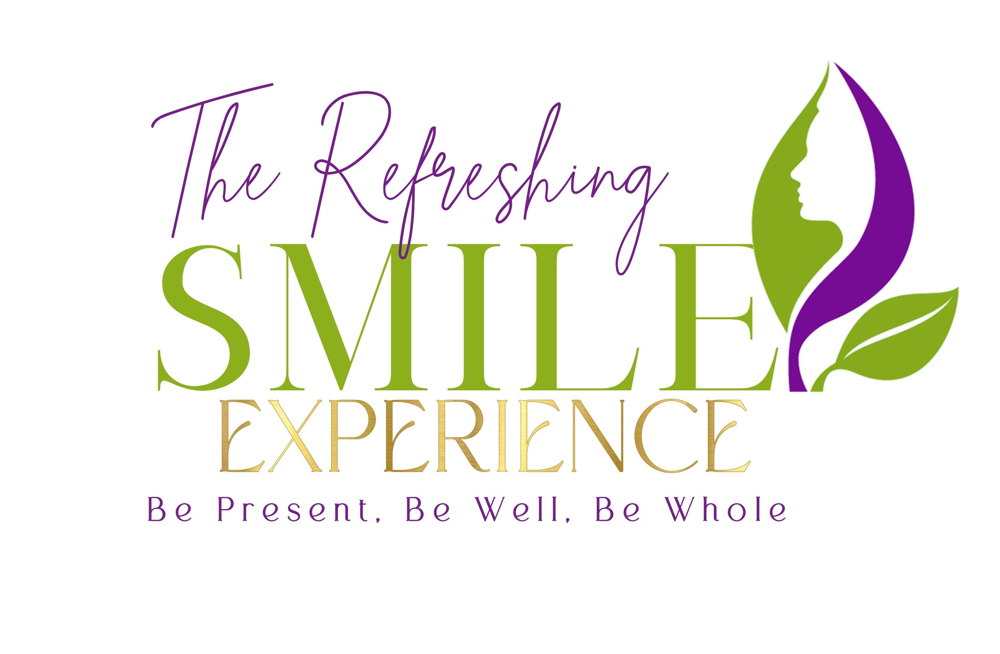 The Refreshing
SMILE
EXPERIENCE
Be Present, Be Well, Be Whole